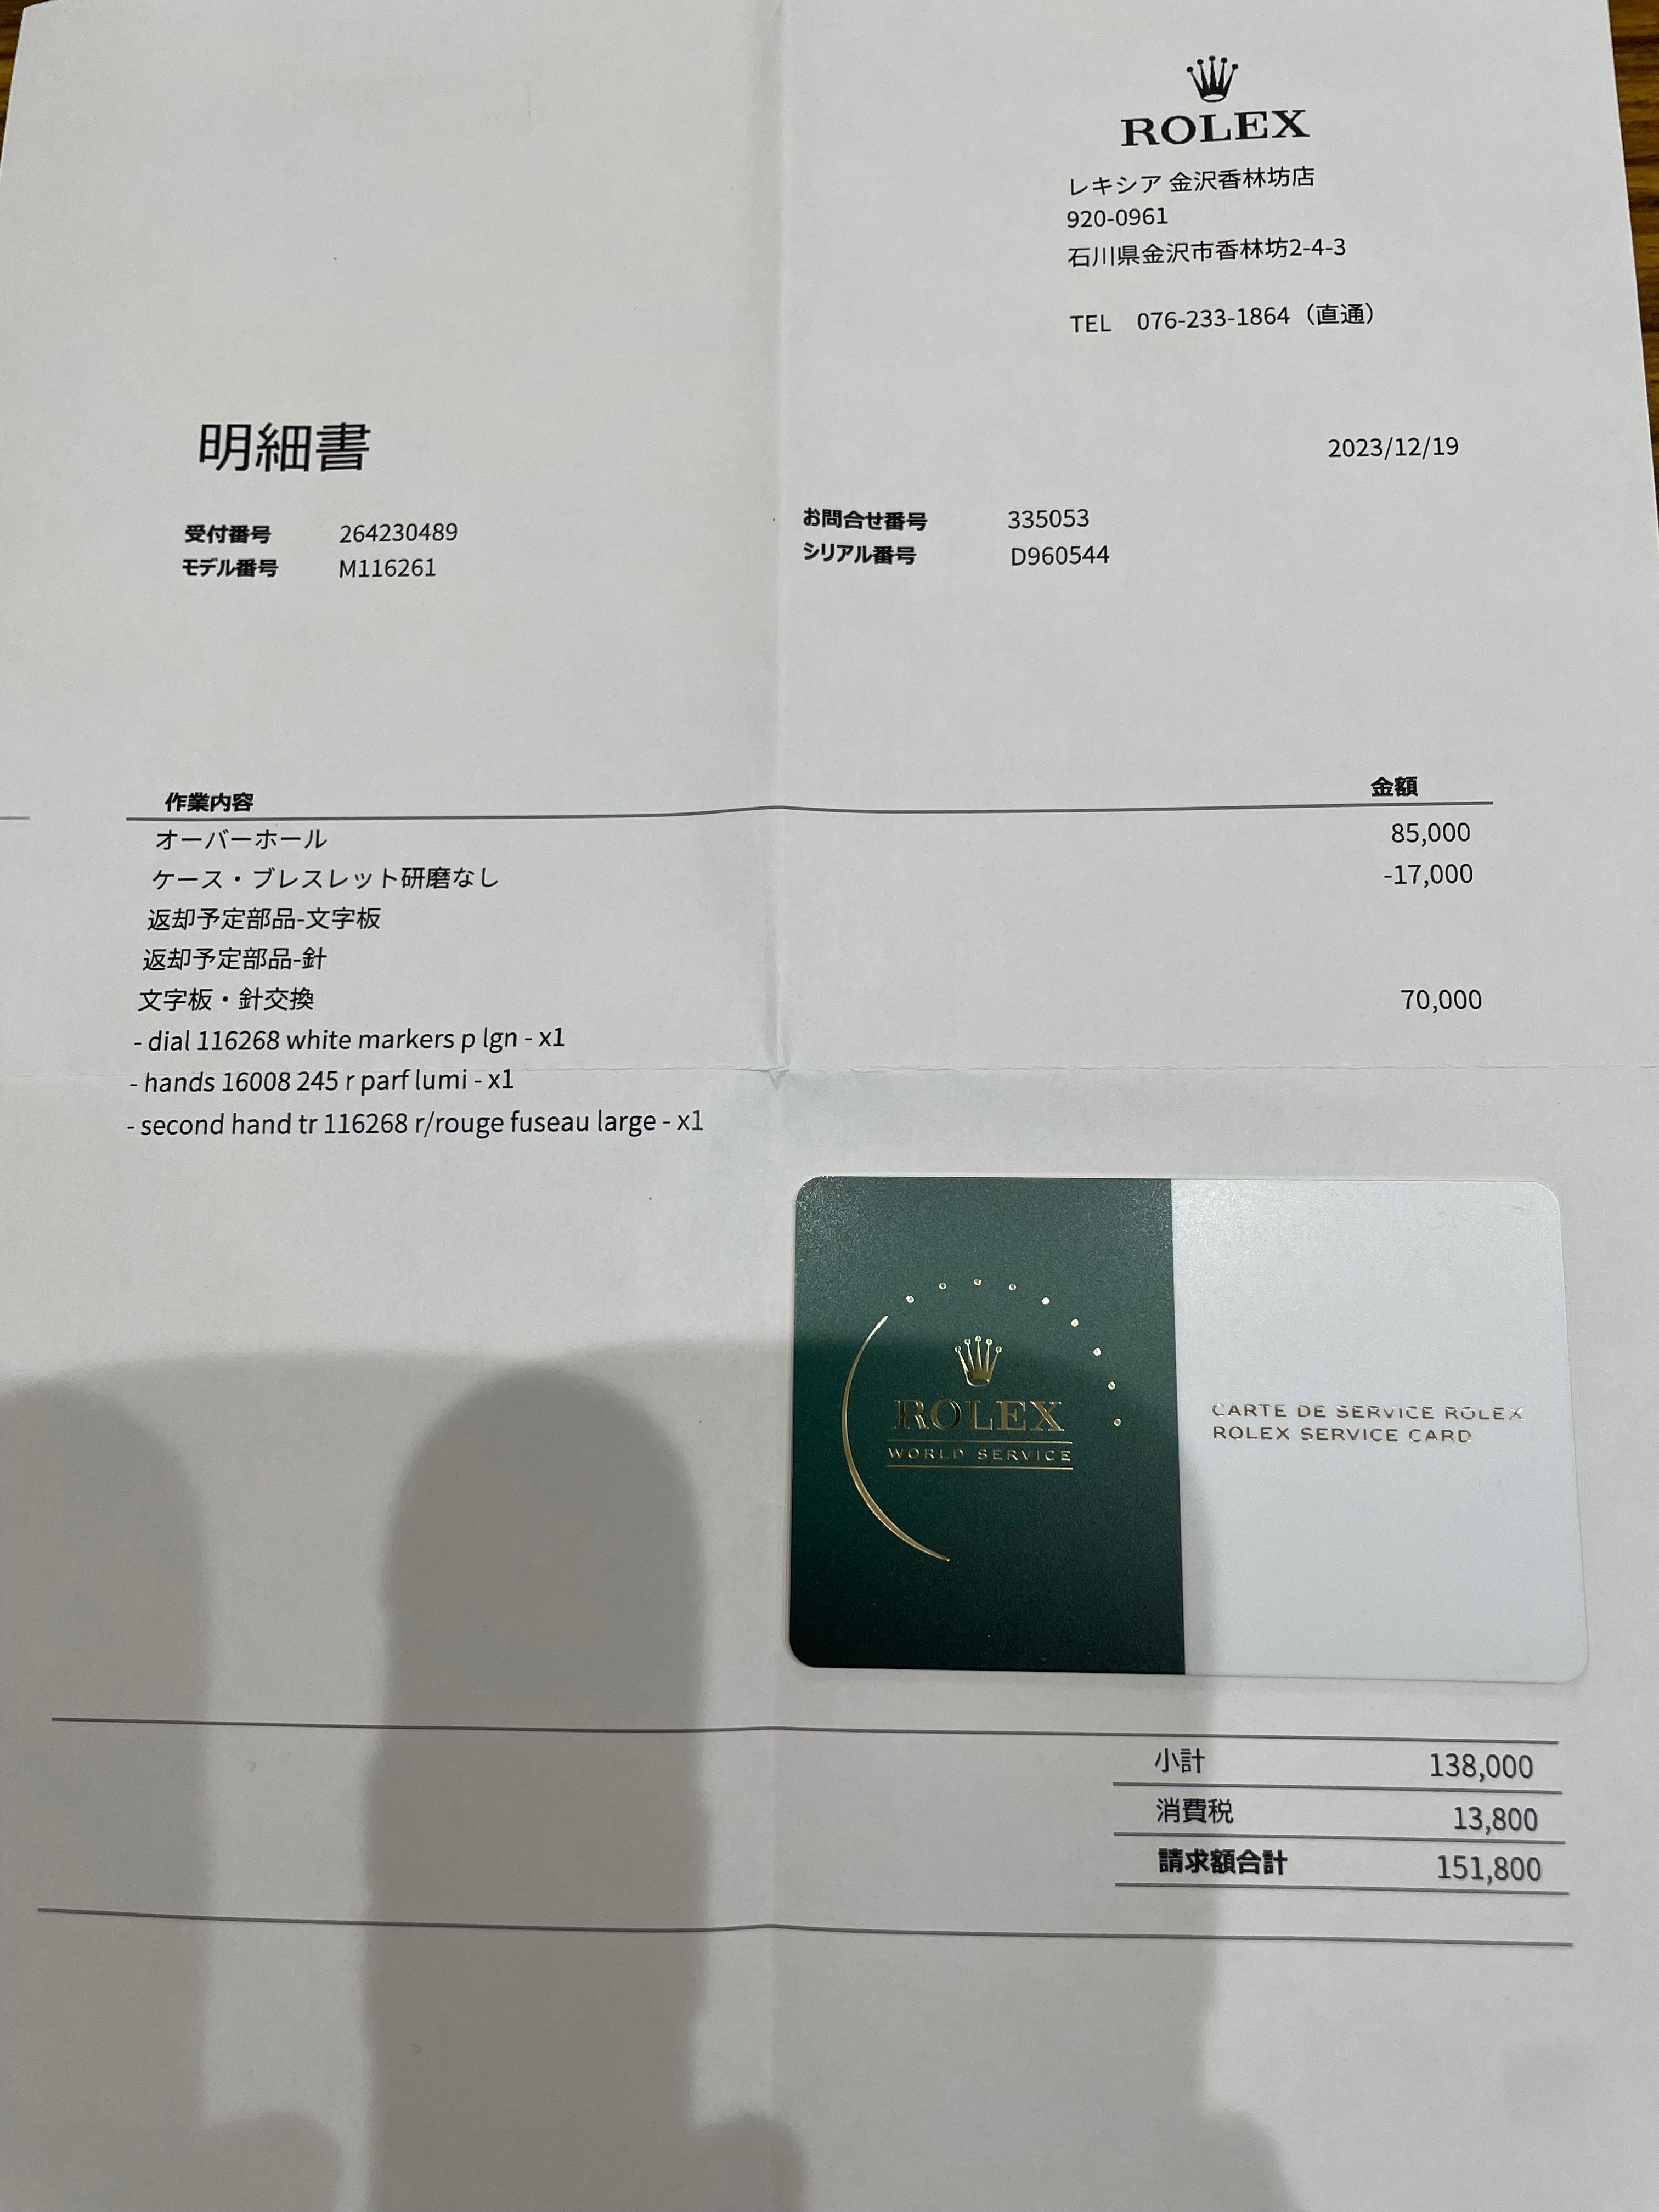 ROLEX
レキシア 金沢香林坊店
920-0961
石川県金沢市香林坊2-4-3
TEL 076-233-1864（直通）
明細書
2023/12/19
受付番号 264230489
お問合せ番号 335053
モデル番号 M116261
シリアル番号 D960544
作業内容 金額
オーバーホール 85,000
ケース・ブレスレット研磨なし -17,000
返却予定部品-文字板
返却予定部品-針
文字板・針交換 70,000
- dial 116268 white markers p lgn - x1
- hands 16008 245 r parf lumi - x1
- second hand tr 116268 r/rouge fuseau large - x1
ROLEX
WORLD SERVICE
CARTE DE SERVICE ROLEX
ROLEX SERVICE CARD
小計 138,000
消費税 13,800
請求額合計 151,800